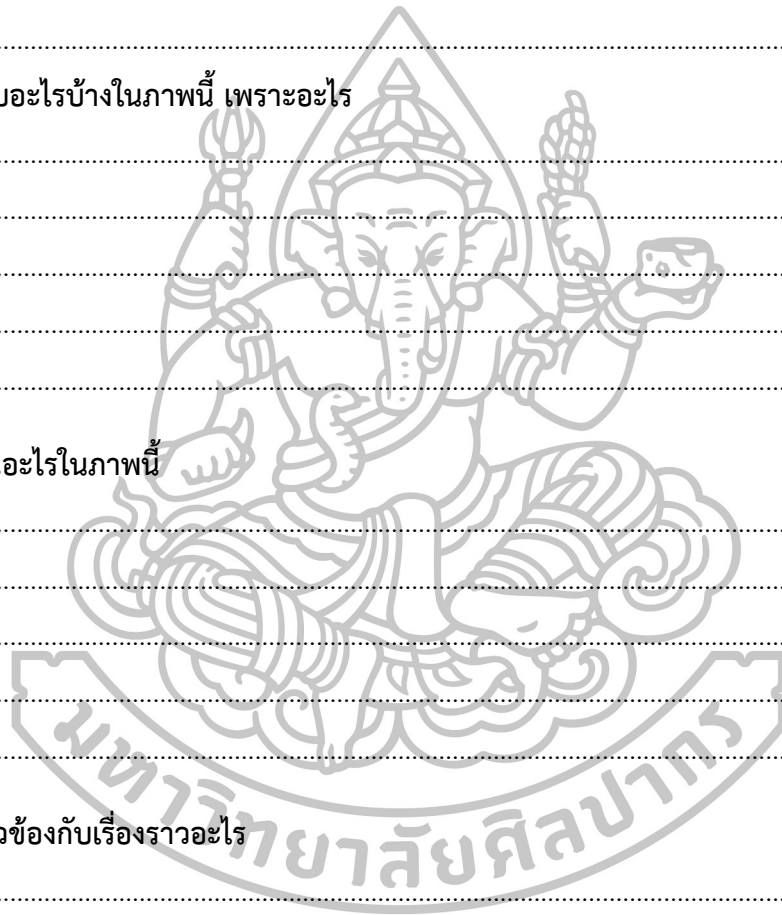 บอะไรบ้างในภาพนี้ เพราะอะไร
อะไรในภาพนี้
วข้องกับเรื่องราวอะไร
มหาวิทยาลัยศิลปากร